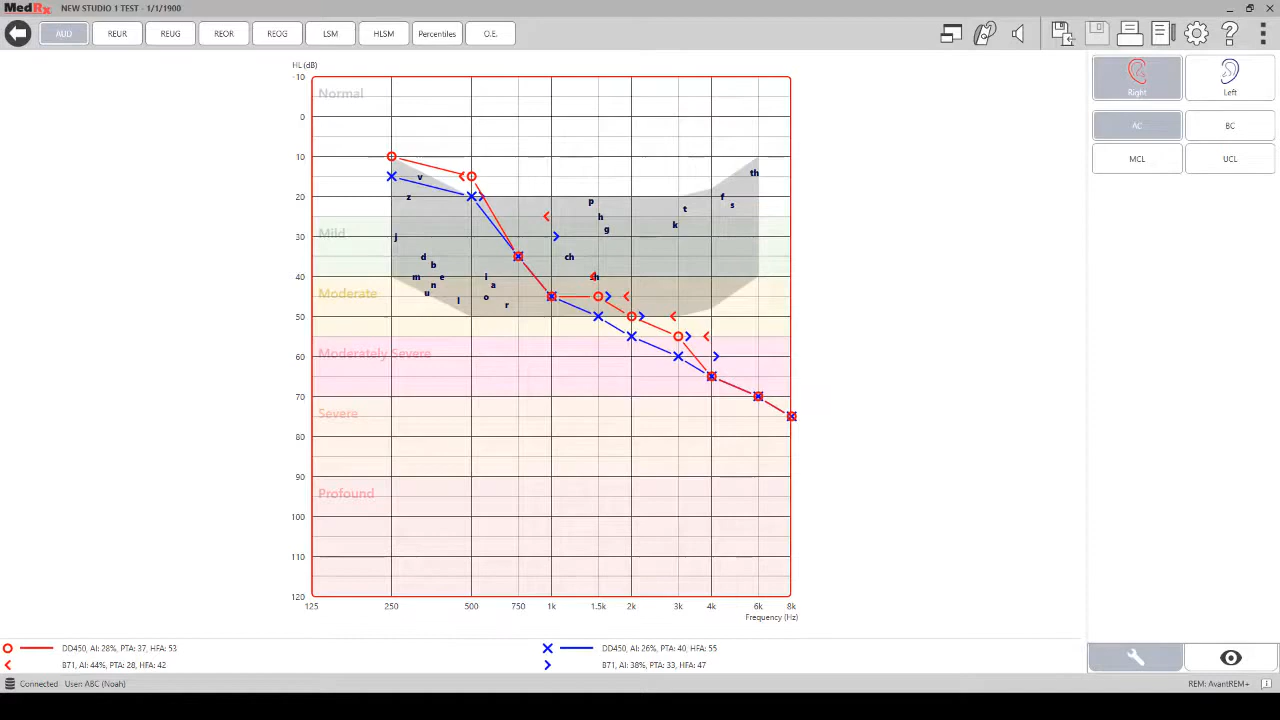 MedRx NEW STUDIO 1 TEST - 1/1/1900
AUD REUR REUG REOR REOG LSM HLSM Percentiles O.E.
HL (dB)
-10
Normal
0
10
th
v
z
20
p
f
s
t
h
k
g
Mild
30
j
d
ch
b
40
m
e
i
sh
n
a
Moderate
u
o
l
r
50
Moderately Severe
60
70
Severe
80
90
Profound
100
110
120
125 250 500 750 1k 1.5k 2k 3k 4k 6k 8k
Frequency (Hz)
Right Left
AC BC
MCL UCL
DD450, AI: 28%, PTA: 37, HFA: 53
B71, AI: 44%, PTA: 28, HFA: 42
DD450, AI: 26%, PTA: 40, HFA: 55
B71, AI: 38%, PTA: 33, HFA: 47
Connected User: ABC (Noah) REM: AvantREM+